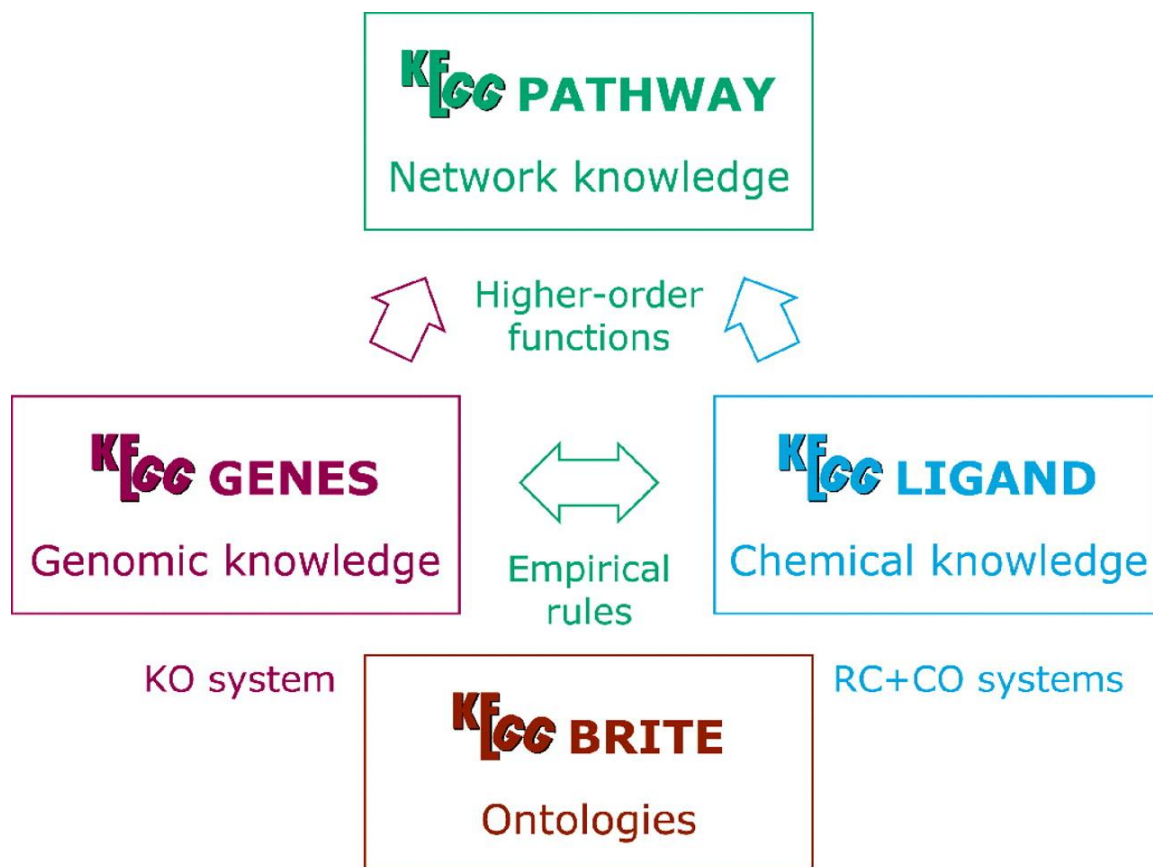 KEGG PATHWAY
Network knowledge
Higher-order
functions
KEGG GENES
Genomic knowledge
Empirical
rules
KEGG LIGAND
Chemical knowledge
KO system
RC+CO systems
KEGG BRITE
Ontologies